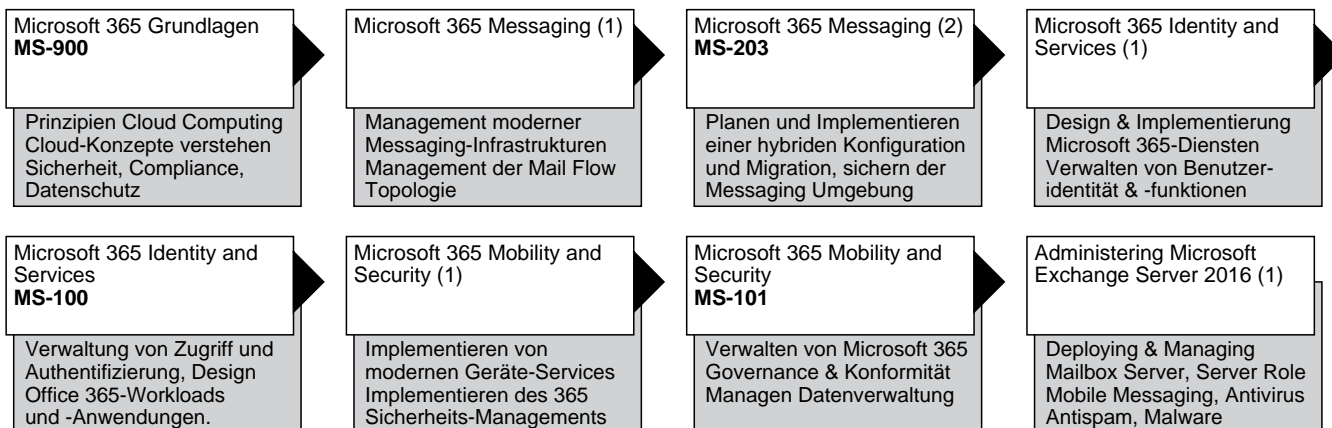 Microsoft 365 Grundlagen
MS-900
Prinzipien Cloud Computing
Cloud-Konzepte verstehen
Sicherheit, Compliance,
Datenschutz
Microsoft 365 Messaging (1)
Management moderner
Messaging-Infrastrukturen
Management der Mail Flow
Topologie
Microsoft 365 Messaging (2)
MS-203
Planen und Implementieren
einer hybriden Konfiguration
und Migration, sichern der
Messaging Umgebung
Microsoft 365 Identity and
Services (1)
Design & Implementierung
Microsoft 365-Diensten
Verwalten von Benutzer-
identität & -funktionen
Microsoft 365 Identity and
Services
MS-100
Verwaltung von Zugriff und
Authentifizierung, Design
Office 365-Workloads
und -Anwendungen.
Microsoft 365 Mobility and
Security (1)
Implementieren von
modernen Geräte-Services
Implementieren des 365
Sicherheits-Managements
Microsoft 365 Mobility and
Security
MS-101
Verwalten von Microsoft 365
Governance & Konformität
Managen Datenverwaltung
Administering Microsoft
Exchange Server 2016 (1)
Deploying & Managing
Mailbox Server, Server Role
Mobile Messaging, Antivirus
Antispam, Malware